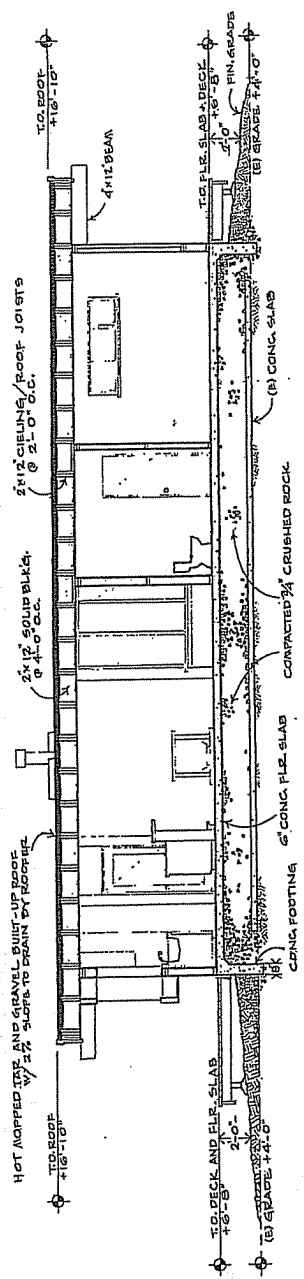 HOT MOPPED TAR AND GRAVEL BUILT-UP ROOF
W/ 2% SLOPE TO DRAIN BY ROOFER
2x12 SOLID BLKG.
@ 4'-0" O.C.
2"x12" CIELING/ROOF JOISTS
@ 2'-0" O.C.
T.O. ROOF
+16'-10"
T.O. ROOF
+16'-10"
4x12 BEAM
T.O. DECK AND FLR. SLAB
+6'-8"
2'-0"
(E) GRADE +4'-0"
T.O. FLR. SLAB + DECK
+6'-8"
2'-0"
FIN. GRADE
(E) GRADE +4'-0"
CONC. FOOTING
6" CONC. FLR SLAB
COMPACTED 3/4" CRUSHED ROCK
(E) CONC. SLAB